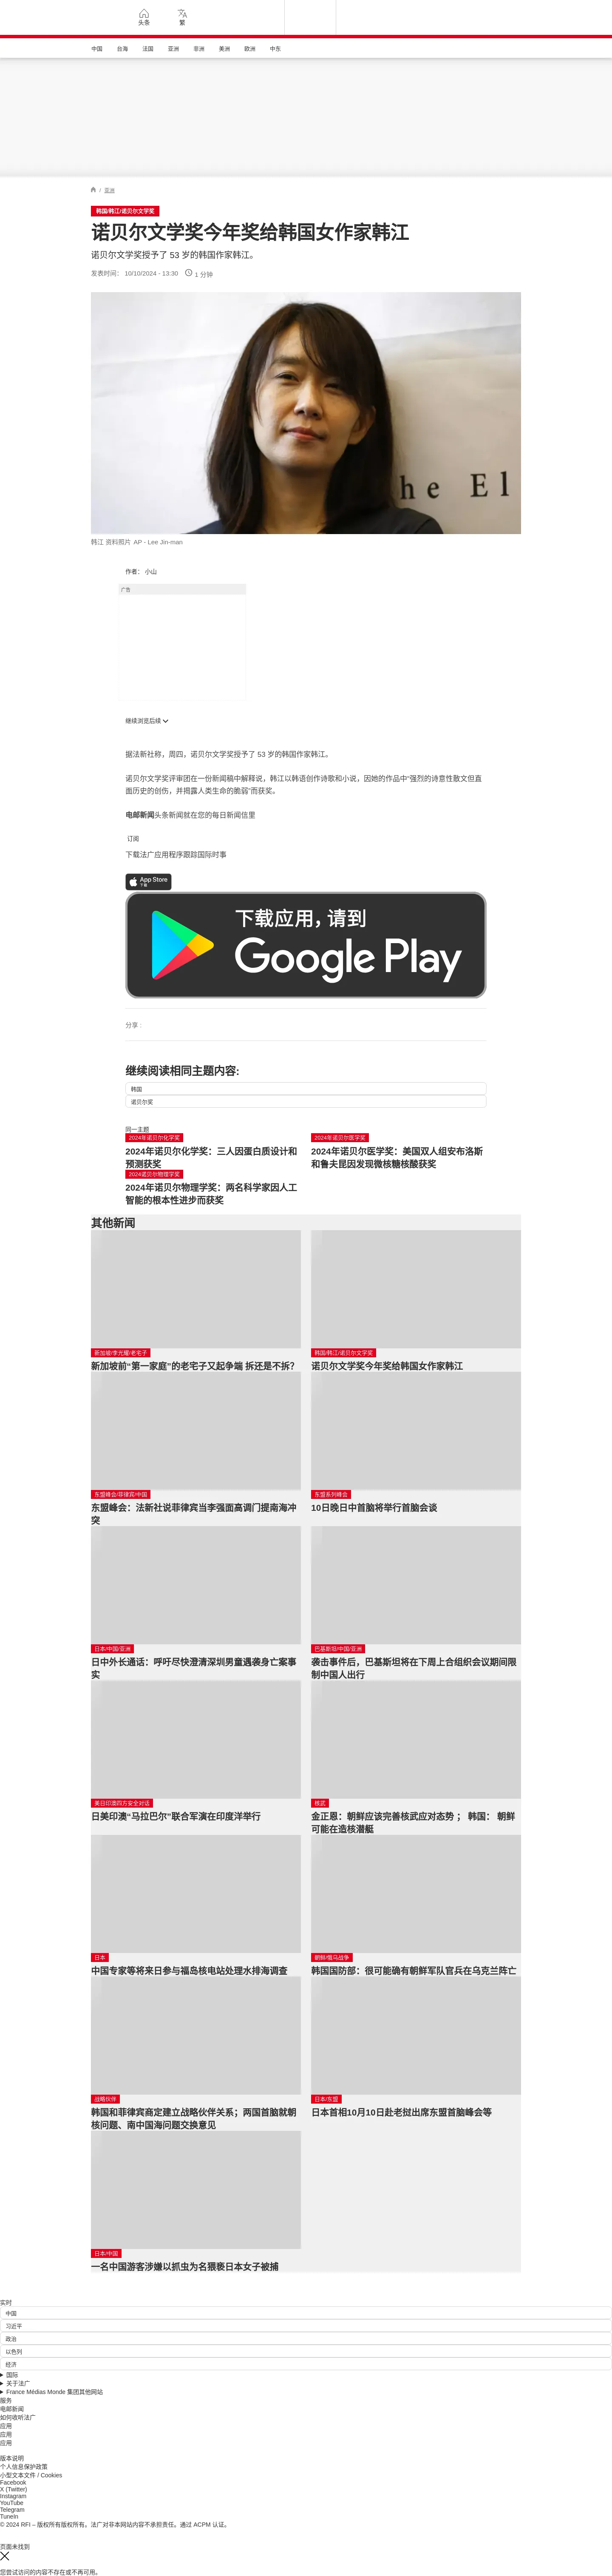 头条
繁
中国
台海
法国
亚洲
非洲
美洲
欧洲
中东
/ 亚洲
韩国/韩江/诺贝尔文学奖
诺贝尔文学奖今年奖给韩国女作家韩江
诺贝尔文学奖授予了 53 岁的韩国作家韩江。
发表时间： 10/10/2024 - 13:30
1 分钟
he El
韩江 资料照片 AP - Lee Jin-man
作者： 小山
广告
继续浏览后续
据法新社称，周四，诺贝尔文学奖授予了 53 岁的韩国作家韩江。
诺贝尔文学奖评审团在一份新闻稿中解释说，韩江以韩语创作诗歌和小说，因她的作品中“强烈的诗意性散文但直
面历史的创伤，并揭露人类生命的脆弱”而获奖。
电邮新闻头条新闻就在您的每日新闻信里
订阅
下载法广应用程序跟踪国际时事
App Store
下载
下载应用，请到
Google Play
分享 :
继续阅读相同主题内容:
韩国
诺贝尔奖
同一主题
2024年诺贝尔化学奖
2024年诺贝尔化学奖：三人因蛋白质设计和
预测获奖
2024年诺贝尔医学奖
2024年诺贝尔医学奖：美国双人组安布洛斯
和鲁夫昆因发现微核糖核酸获奖
2024诺贝尔物理学奖
2024年诺贝尔物理学奖：两名科学家因人工
智能的根本性进步而获奖
其他新闻
新加坡/李光耀/老宅子
新加坡前“第一家庭”的老宅子又起争端 拆还是不拆？
韩国/韩江/诺贝尔文学奖
诺贝尔文学奖今年奖给韩国女作家韩江
东盟峰会/菲律宾/中国
东盟峰会：法新社说菲律宾当李强面高调门提南海冲
突
东盟系列峰会
10日晚日中首脑将举行首脑会谈
日本/中国/亚洲
日中外长通话：呼吁尽快澄清深圳男童遇袭身亡案事
实
巴基斯坦/中国/亚洲
袭击事件后，巴基斯坦将在下周上合组织会议期间限
制中国人出行
美日印澳四方安全对话
日美印澳“马拉巴尔”联合军演在印度洋举行
核武
金正恩：朝鲜应该完善核武应对态势 ； 韩国： 朝鲜
可能在造核潜艇
日本
中国专家等将来日参与福岛核电站处理水排海调查
朝鲜/俄乌战争
韩国国防部：很可能确有朝鲜军队官兵在乌克兰阵亡
战略伙伴
韩国和菲律宾商定建立战略伙伴关系；两国首脑就朝
核问题、南中国海问题交换意见
日本/东盟
日本首相10月10日赴老挝出席东盟首脑峰会等
日本/中国
一名中国游客涉嫌以抓虫为名猥亵日本女子被捕
实时
中国
习近平
政治
以色列
经济
国际
关于法广
France Médias Monde 集团其他网站
服务
电邮新闻
如何收听法广
应用
应用
应用
版本说明
个人信息保护政策
小型文本文件 / Cookies
Facebook
X (Twitter)
Instagram
YouTube
Telegram
TuneIn
© 2024 RFI – 版权所有版权所有。法广对非本网站内容不承担责任。通过 ACPM 认证。
页面未找到
您尝试访问的内容不存在或不再可用。